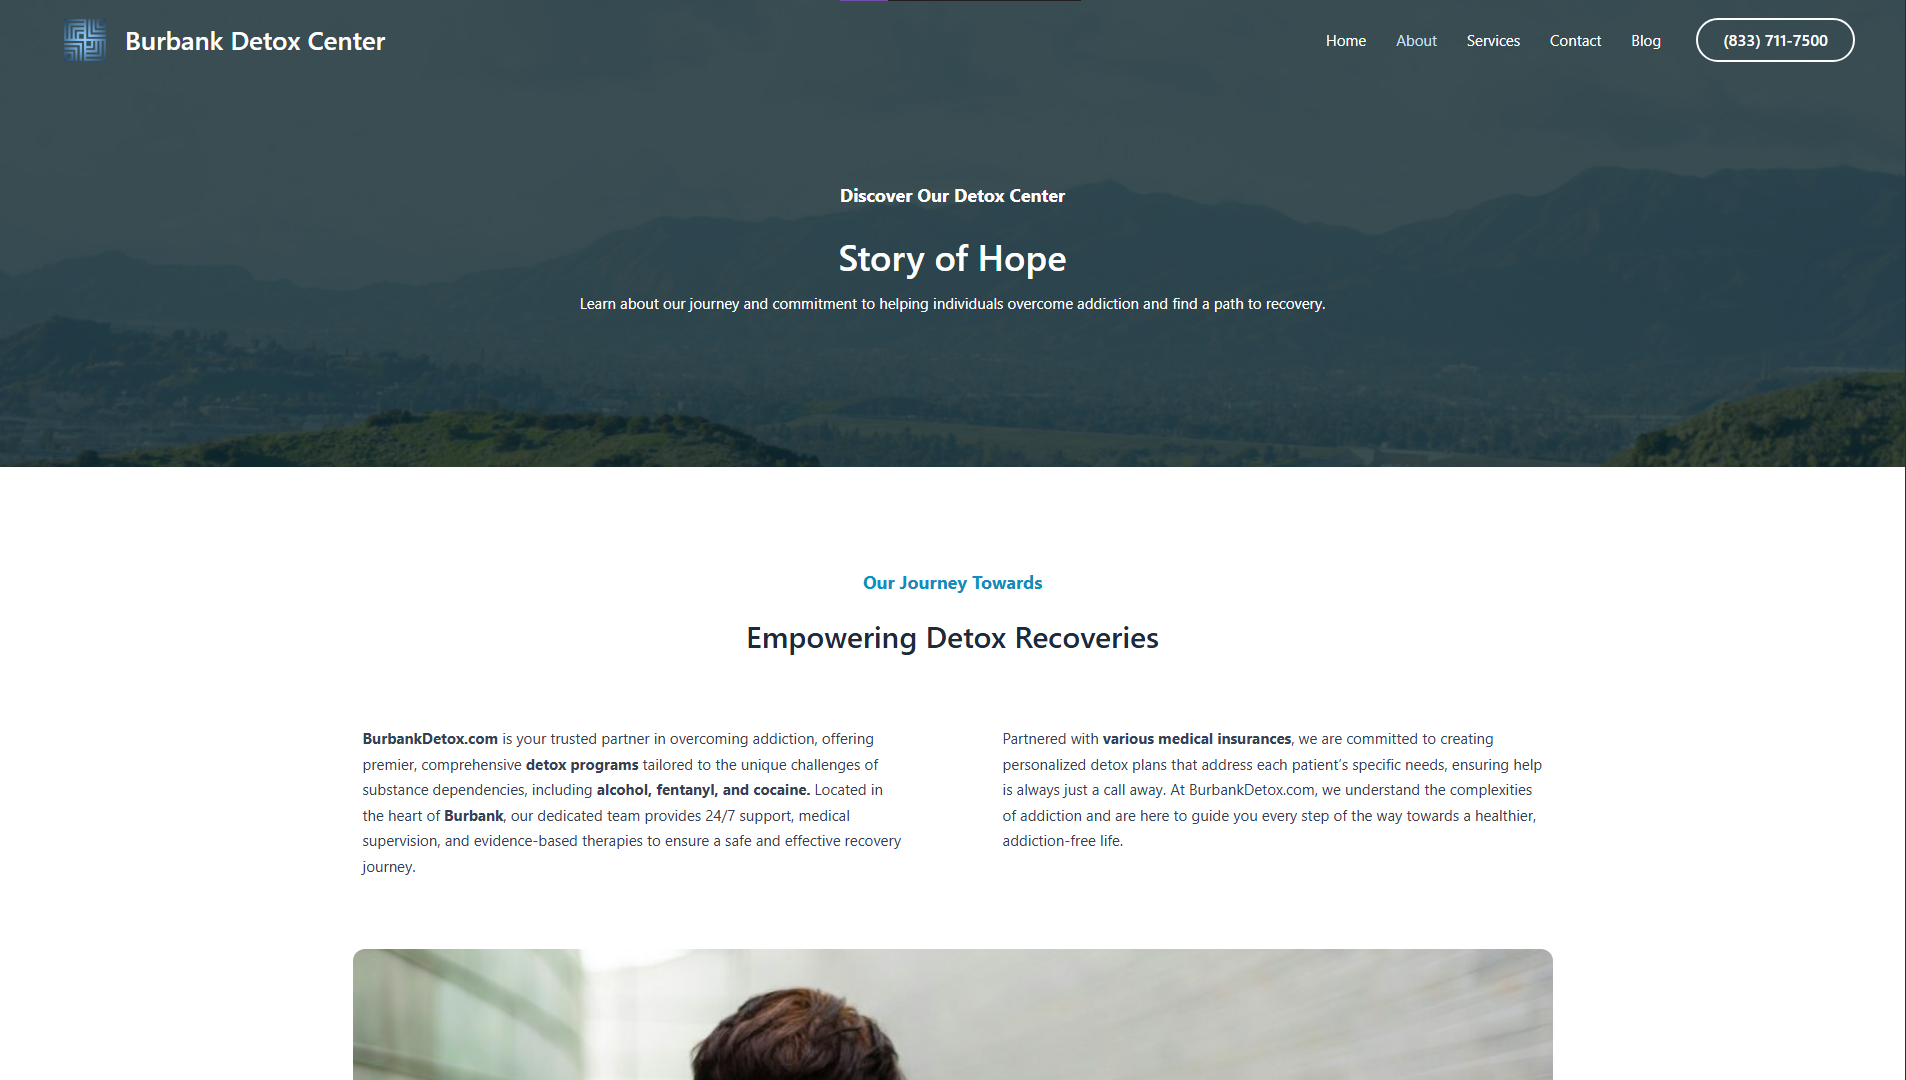 Burbank Detox Center
Home
About
Services
Contact
Blog
(833) 711-7500
Discover Our Detox Center
Story of Hope
Learn about our journey and commitment to helping individuals overcome addiction and find a path to recovery.
Our Journey Towards
Empowering Detox Recoveries
BurbankDetox.com is your trusted partner in overcoming addiction, offering
premier, comprehensive detox programs tailored to the unique challenges of
substance dependencies, including alcohol, fentanyl, and cocaine. Located in
the heart of Burbank, our dedicated team provides 24/7 support, medical
supervision, and evidence-based therapies to ensure a safe and effective recovery
journey.
Partnered with various medical insurances, we are committed to creating
personalized detox plans that address each patient’s specific needs, ensuring help
is always just a call away. At BurbankDetox.com, we understand the complexities
of addiction and are here to guide you every step of the way towards a healthier,
addiction-free life.